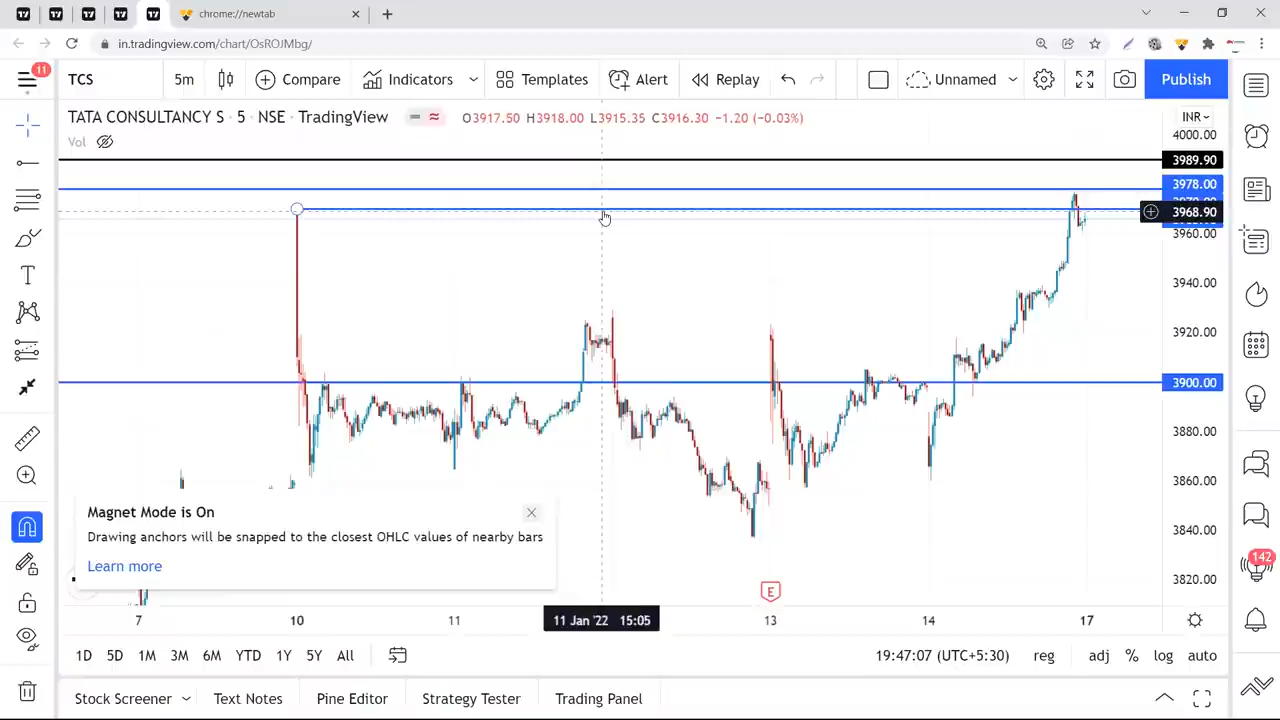 chrome://newtab
in.tradingview.com/chart/OsROJMbg/
11
TCS
5m
Compare
Indicators
Templates
Alert
Replay
Unnamed
Publish
TATA CONSULTANCY S · 5 · NSE · TradingView
O3917.50 H3918.00 L3915.35 C3916.30 −1.20 (−0.03%)
INR
Vol
4000.00
3989.90
3978.00
3968.90
3960.00
3940.00
3920.00
3900.00
3880.00
3860.00
3840.00
3820.00
Magnet Mode is On
Drawing anchors will be snapped to the closest OHLC values of nearby bars
Learn more
E
142
7
10
11
11 Jan '22 15:05
13
14
17
1D
5D
1M
3M
6M
YTD
1Y
5Y
All
19:47:07 (UTC+5:30)
reg
adj
%
log
auto
Stock Screener
Text Notes
Pine Editor
Strategy Tester
Trading Panel